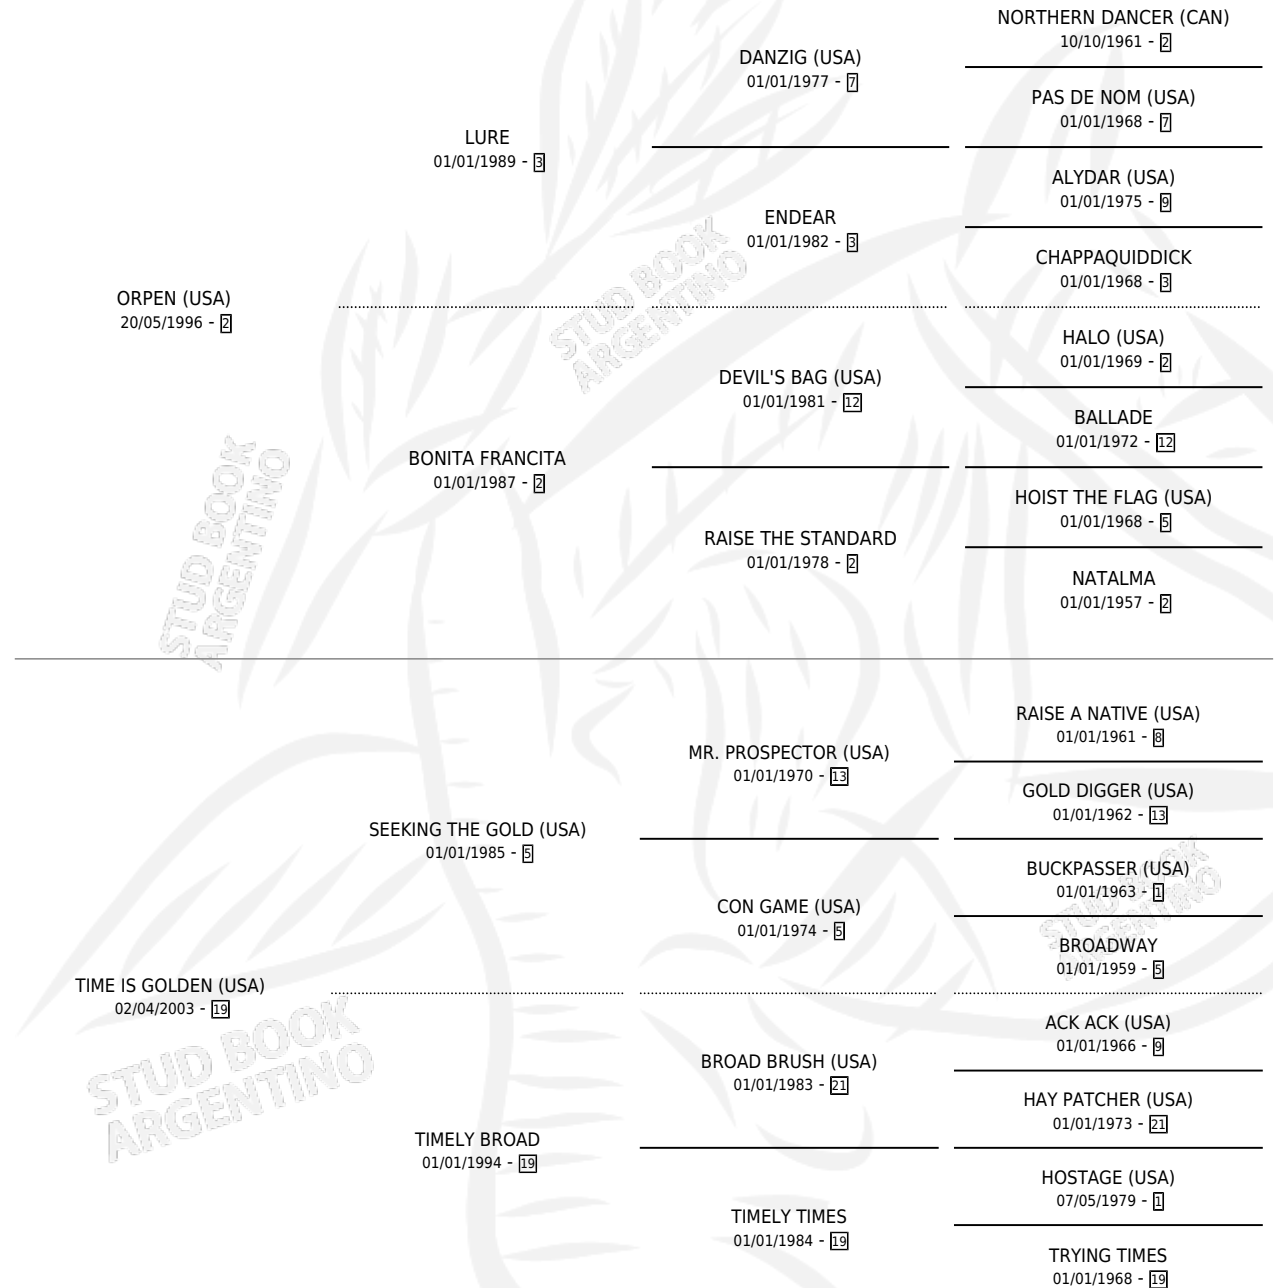 NORTHERN DANCER (CAN)
10/10/1961 - 2
DANZIG (USA)
01/01/1977 - 7
PAS DE NOM (USA)
01/01/1968 - 7
LURE
01/01/1989 - 3
ALYDAR (USA)
01/01/1975 - 9
ENDEAR
01/01/1982 - 3
CHAPPAQUIDDICK
01/01/1968 - 3
ORPEN (USA)
20/05/1996 - 2
STUD BOOK
ARGENTINO
HALO (USA)
01/01/1969 - 2
DEVIL'S BAG (USA)
01/01/1981 - 12
BALLADE
01/01/1972 - 12
BONITA FRANCITA
01/01/1987 - 2
HOIST THE FLAG (USA)
01/01/1968 - 5
RAISE THE STANDARD
01/01/1978 - 2
NATALMA
01/01/1957 - 2
STUD BOOK
ARGENTINO
RAISE A NATIVE (USA)
01/01/1961 - 8
MR. PROSPECTOR (USA)
01/01/1970 - 13
GOLD DIGGER (USA)
01/01/1962 - 13
SEEKING THE GOLD (USA)
01/01/1985 - 5
BUCKPASSER (USA)
01/01/1963 - 1
CON GAME (USA)
01/01/1974 - 5
BROADWAY
01/01/1959 - 5
STUD BOOK
ARGENTINO
TIME IS GOLDEN (USA)
02/04/2003 - 19
ACK ACK (USA)
01/01/1966 - 9
BROAD BRUSH (USA)
01/01/1983 - 21
HAY PATCHER (USA)
01/01/1973 - 21
STUD BOOK
ARGENTINO
TIMELY BROAD
01/01/1994 - 19
HOSTAGE (USA)
07/05/1979 - 1
TIMELY TIMES
01/01/1984 - 19
TRYING TIMES
01/01/1968 - 19